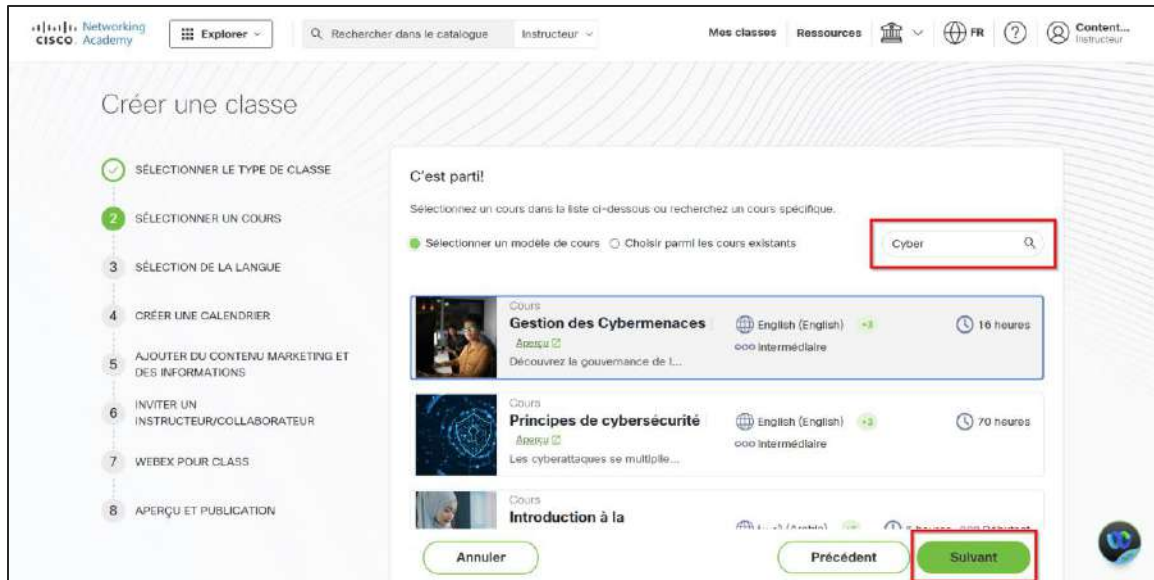 Networking
CISCO Academy
Explorer
Rechercher dans le catalogue
Instructeur
Mes classes
Ressources
FR
?
Content...
Instructeur
Créer une classe
SÉLECTIONNER LE TYPE DE CLASSE
2 SÉLECTIONNER UN COURS
3 SÉLECTION DE LA LANGUE
4 CRÉER UNE CALENDRIER
5 AJOUTER DU CONTENU MARKETING ET
DES INFORMATIONS
6 INVITER UN
INSTRUCTEUR/COLLABORATEUR
7 WEBEX POUR CLASS
8 APERÇU ET PUBLICATION
C'est parti!
Sélectionnez un cours dans la liste ci-dessous ou recherchez un cours spécifique.
Sélectionner un modèle de cours
Choisir parmi les cours existants
Cyber
Cours
Gestion des Cybermenaces
English (English) +3
16 heures
Aperçu
Intermédiaire
Découvrez la gouvernance de l...
Cours
Principes de cybersécurité
English (English) +3
70 heures
Aperçu
Intermédiaire
Les cyberattaques se multiplie...
Cours
Introduction à la
Annuler
Précédent
Suivant